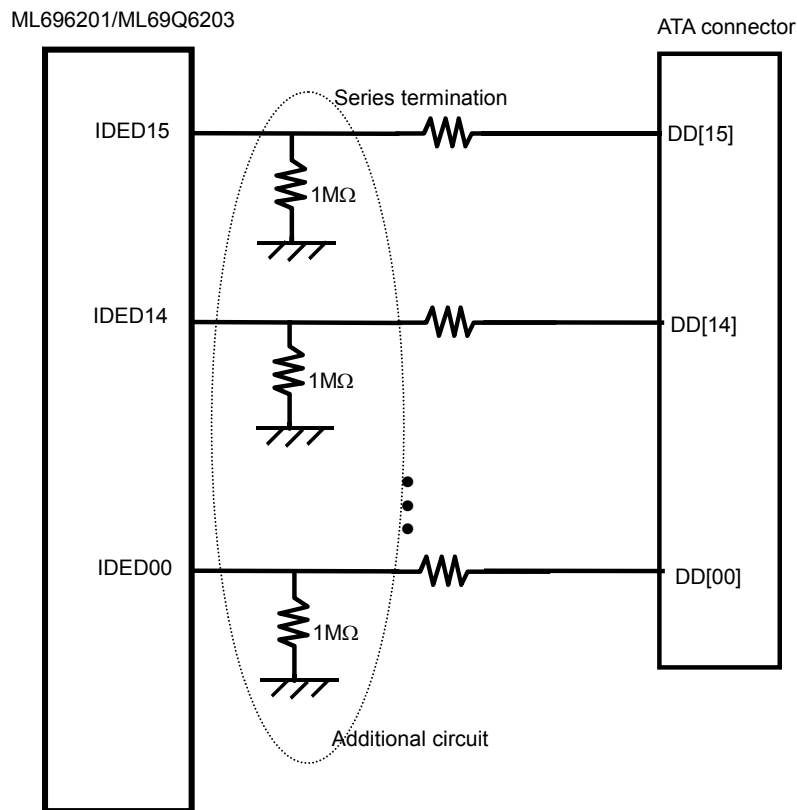 ML696201/ML69Q6203
ATA connector
Series termination
IDED15
DD[15]
1MΩ
IDED14
DD[14]
1MΩ
IDED00
DD[00]
1MΩ
Additional circuit